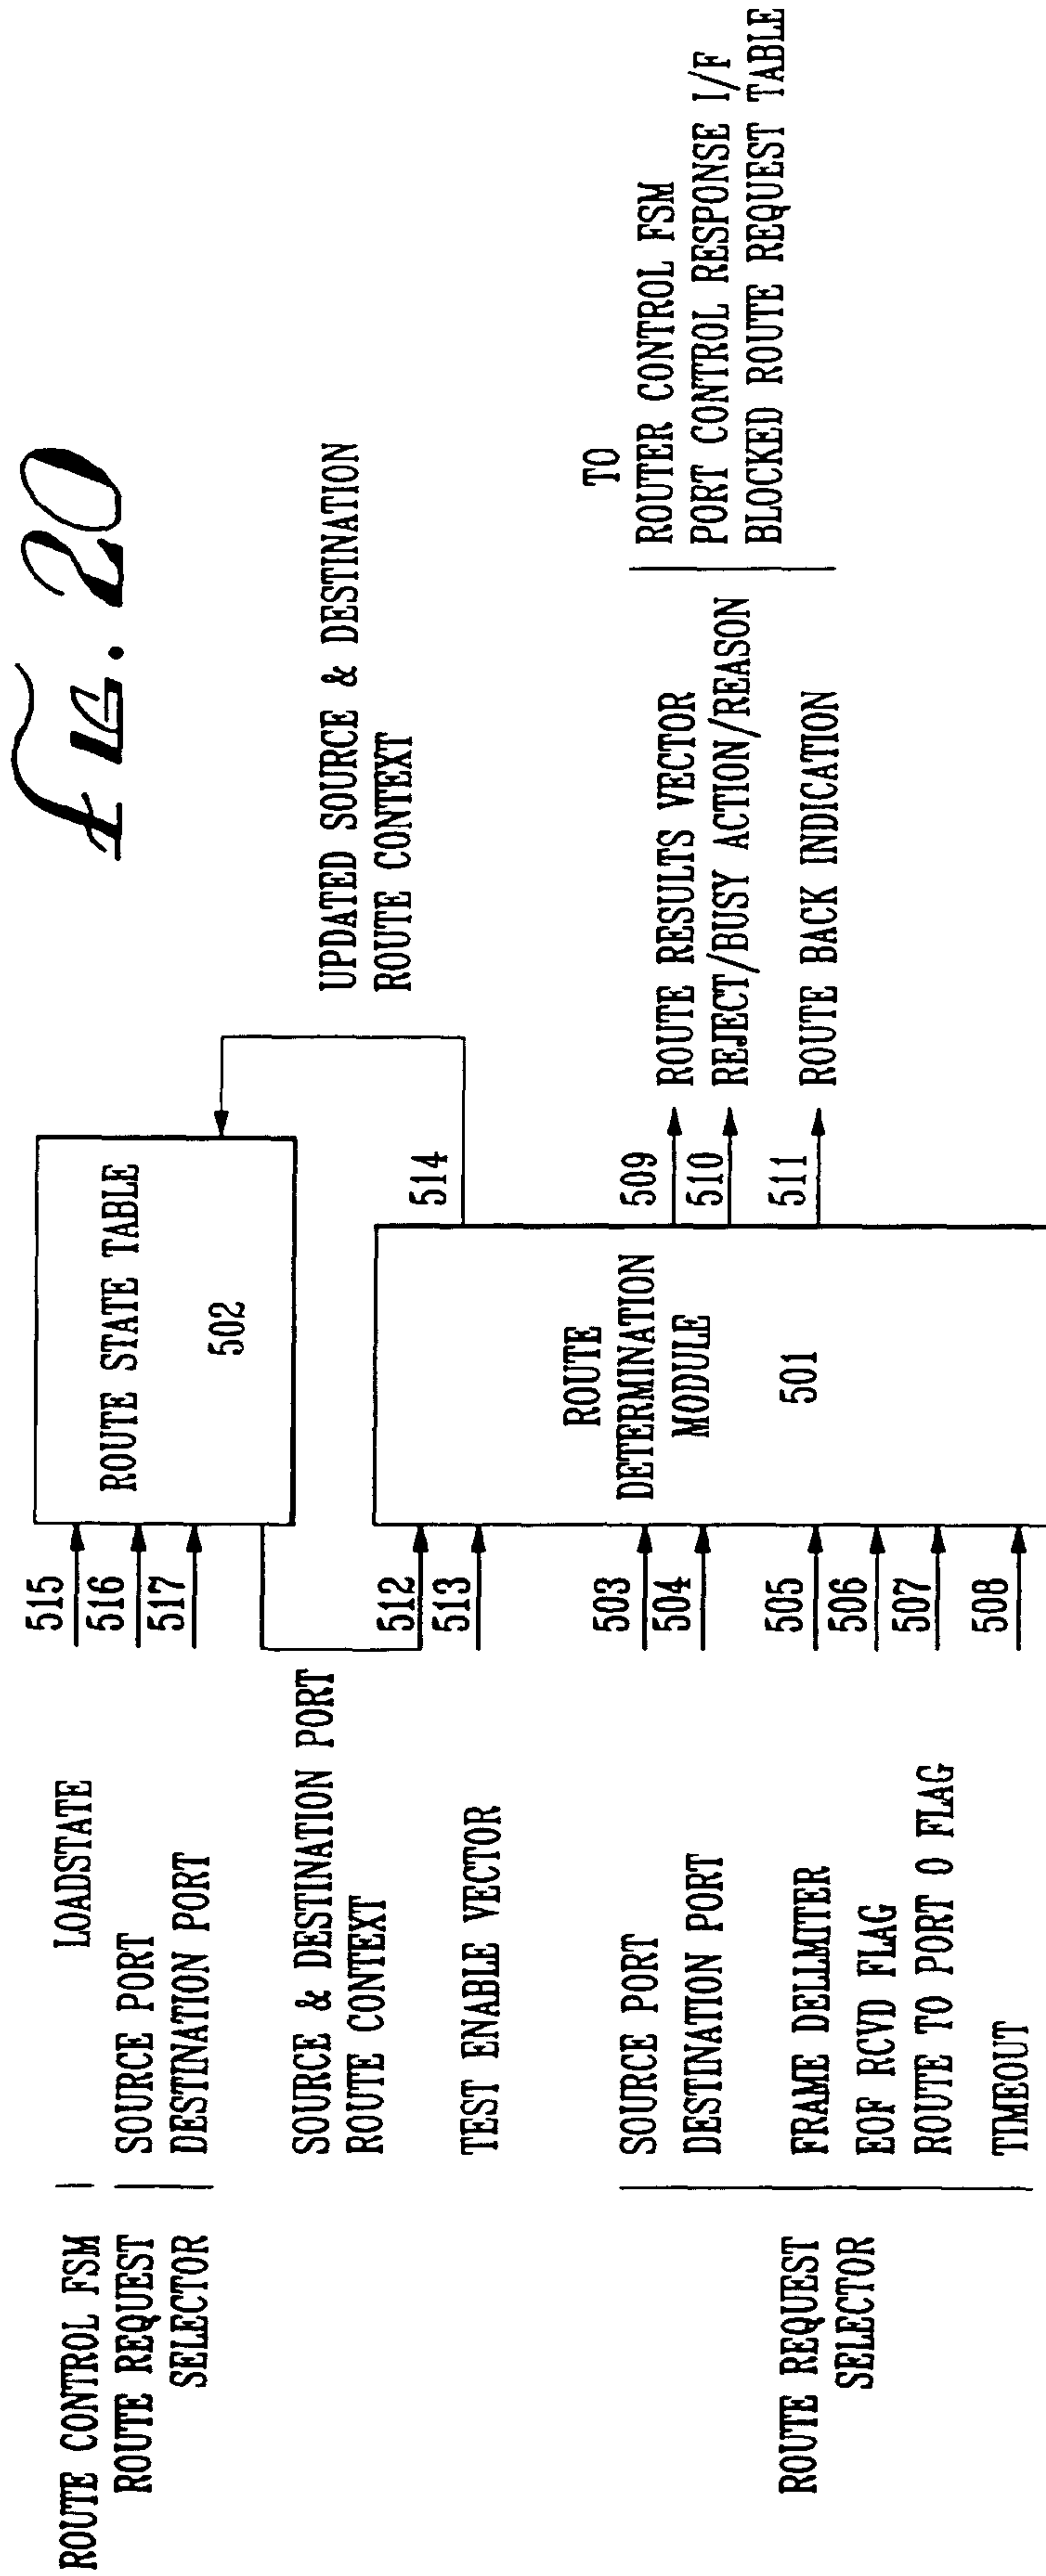 FIG. 20
ROUTE CONTROL FSM
LOADSTATE
515
ROUTE REQUEST
SELECTOR
SOURCE PORT
516
DESTINATION PORT
517
ROUTE STATE TABLE
502
UPDATED SOURCE & DESTINATION
ROUTE CONTEXT
SOURCE & DESTINATION PORT
ROUTE CONTEXT
512
514
TEST ENABLE VECTOR
513
ROUTE
DETERMINATION
MODULE
501
ROUTE REQUEST
SELECTOR
SOURCE PORT
503
DESTINATION PORT
504
FRAME DELLMITER
505
EOF RCVD FLAG
506
ROUTE TO PORT 0 FLAG
507
TIMEOUT
508
509
ROUTE RESULTS VECTOR
510
REJECT/BUSY ACTION/REASON
511
ROUTE BACK INDICATION
TO
ROUTER CONTROL FSM
PORT CONTROL RESPONSE I/F
BLOCKED ROUTE REQUEST TABLE